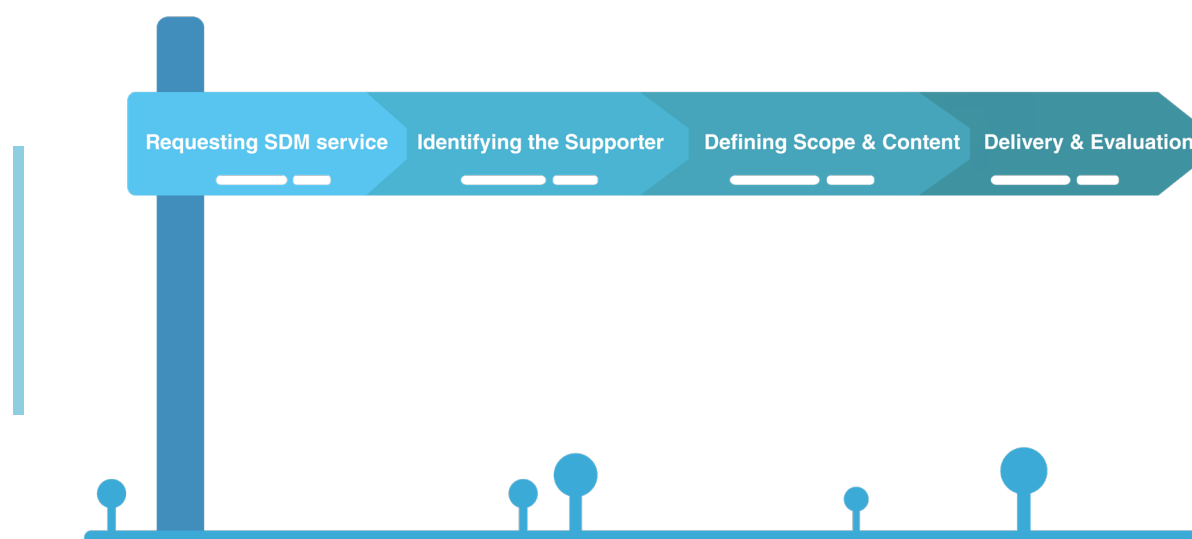 Requesting SDM service
Identifying the Supporter
Defining Scope & Content
Delivery & Evaluation